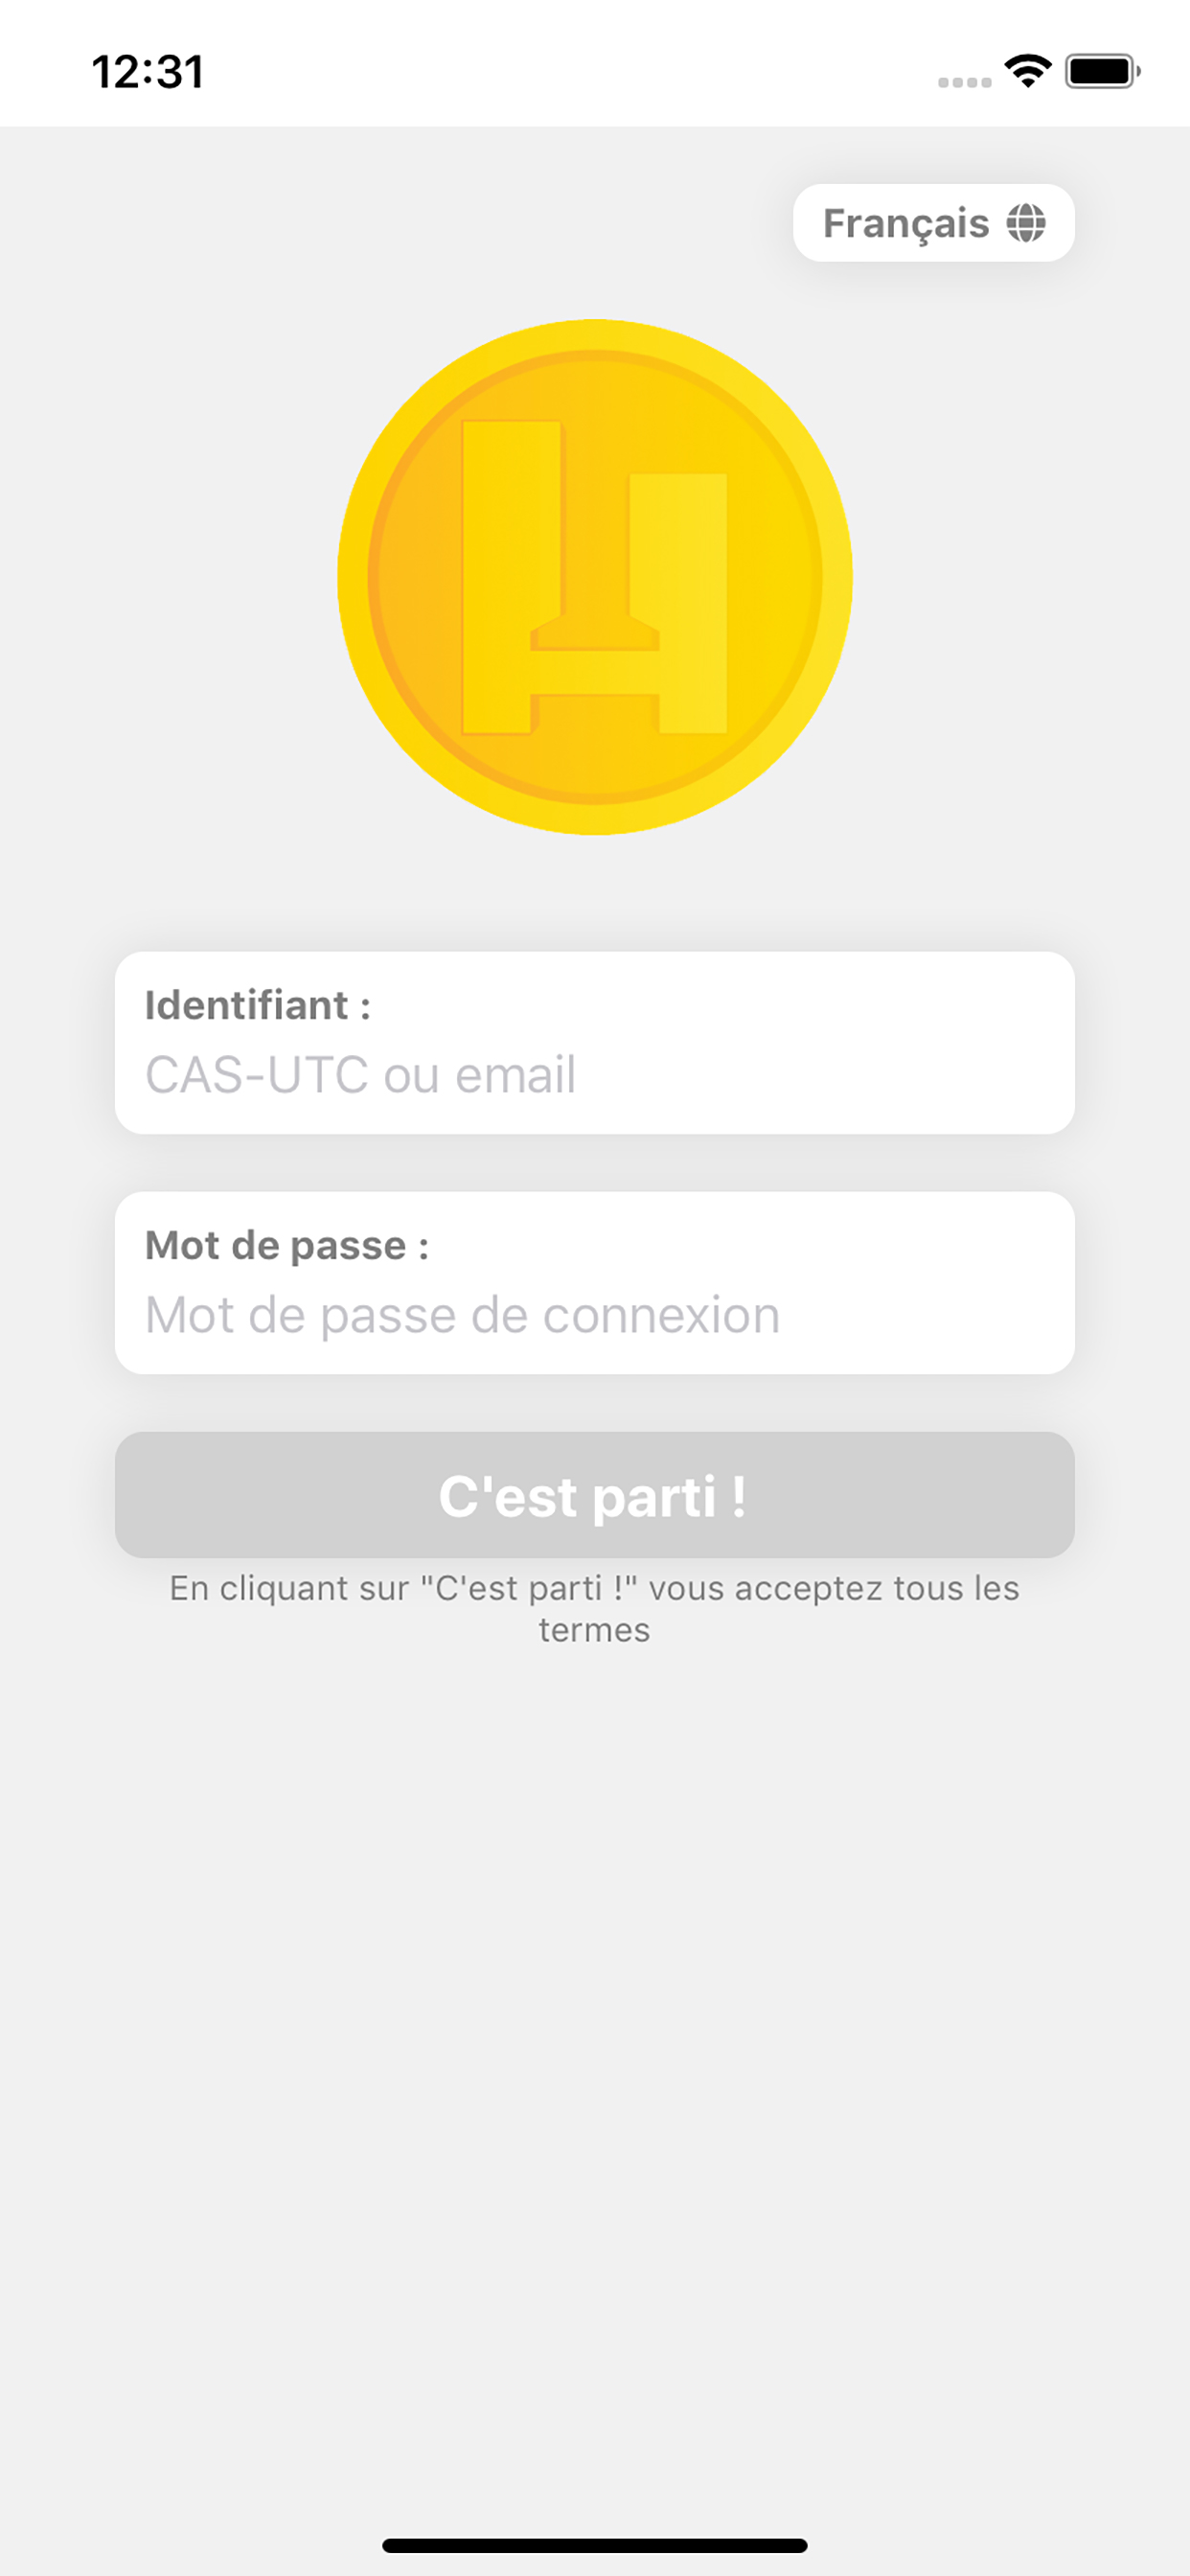 12:31
Français
Identifiant :
CAS-UTC ou email
Mot de passe :
Mot de passe de connexion
C'est parti !
En cliquant sur "C'est parti !" vous acceptez tous les
termes